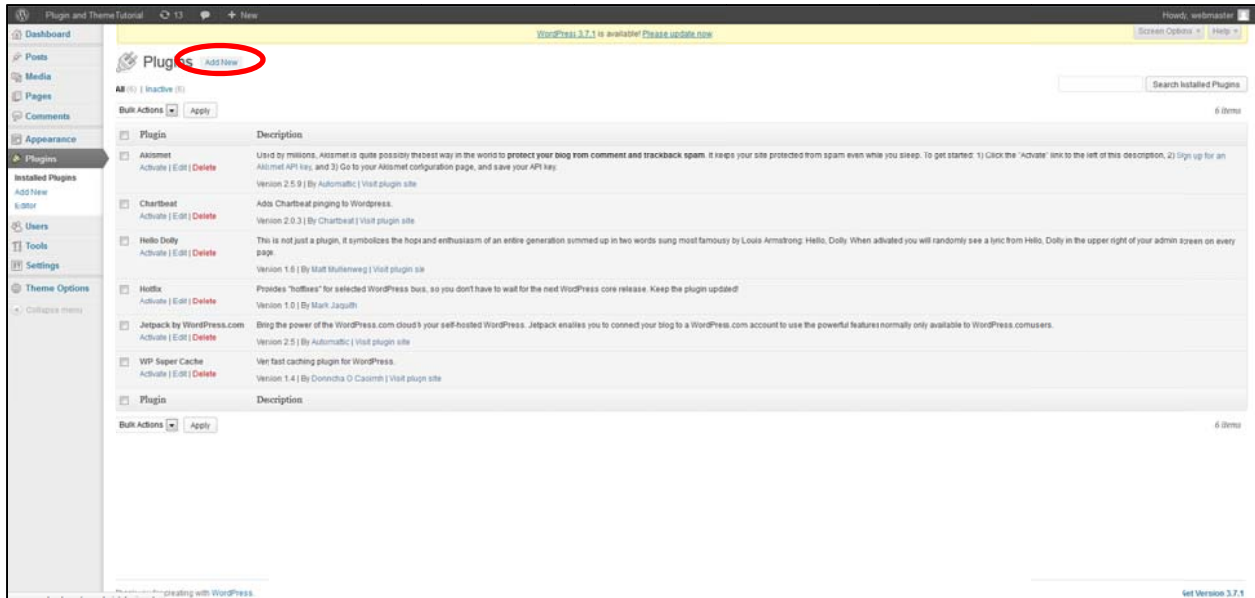 Plugin and ThemeTutorial 13 + New Howdy, webmaster
Dashboard
Posts
Media
Pages
Comments
Appearance
Plugins
Installed Plugins
Add New
Editor
Users
Tools
Settings
Theme Options
Collapse menu
WordPress 3.7.1 is available! Please update now.
Screen Options Help
Plugins Add New
All (6) | Inactive (6)
Search Installed Plugins
Bulk Actions Apply 6 items
Plugin Decription
Akismet
Activate | Edit | Delete
Used by millions, Akismet is quite possibly the best way in the world to protect your blog from comment and trackback spam. It keeps your site protected from spam even while you sleep. To get started: 1) Click the "Activate" link to the left of this description, 2) Sign up for an
Akismet API key, and 3) Go to your Akismet configuration page, and save your API key.
Version 2.5.9 | By Automattic | Visit plugin site
Chartbeat
Activate | Edit | Delete
Adds Chartbeat pinging to Wordpress.
Version 2.0.3 | By Chartbeat | Visit plugin site
Hello Dolly
Activate | Edit | Delete
This is not just a plugin, it symbolizes the hope and enthusiasm of an entire generation summed up in two words sung most famously by Louis Armstrong: Hello, Dolly. When activated you will randomly see a lyric from Hello, Dolly in the upper right of your admin screen on every
page.
Version 1.6 | By Matt Mullenweg | Visit plugin site
Hotfix
Activate | Edit | Delete
Provides "hotfixes" for selected WordPress bugs, so you don't have to wait for the next WordPress core release. Keep the plugin updated!
Version 1.0 | By Mark Jaquith
Jetpack by WordPress.com
Activate | Edit | Delete
Bring the power of the WordPress.com cloud to your self-hosted WordPress. Jetpack enables you to connect your blog to a WordPress.com account to use the powerful features normally only available to WordPress.com users.
Version 2.5 | By Automattic | Visit plugin site
WP Super Cache
Activate | Edit | Delete
Very fast caching plugin for WordPress.
Version 1.4 | By Donncha O Caoimh | Visit plugin site
Plugin Decription
Bulk Actions Apply 6 items
creating with WordPress.
Get Version 3.7.1